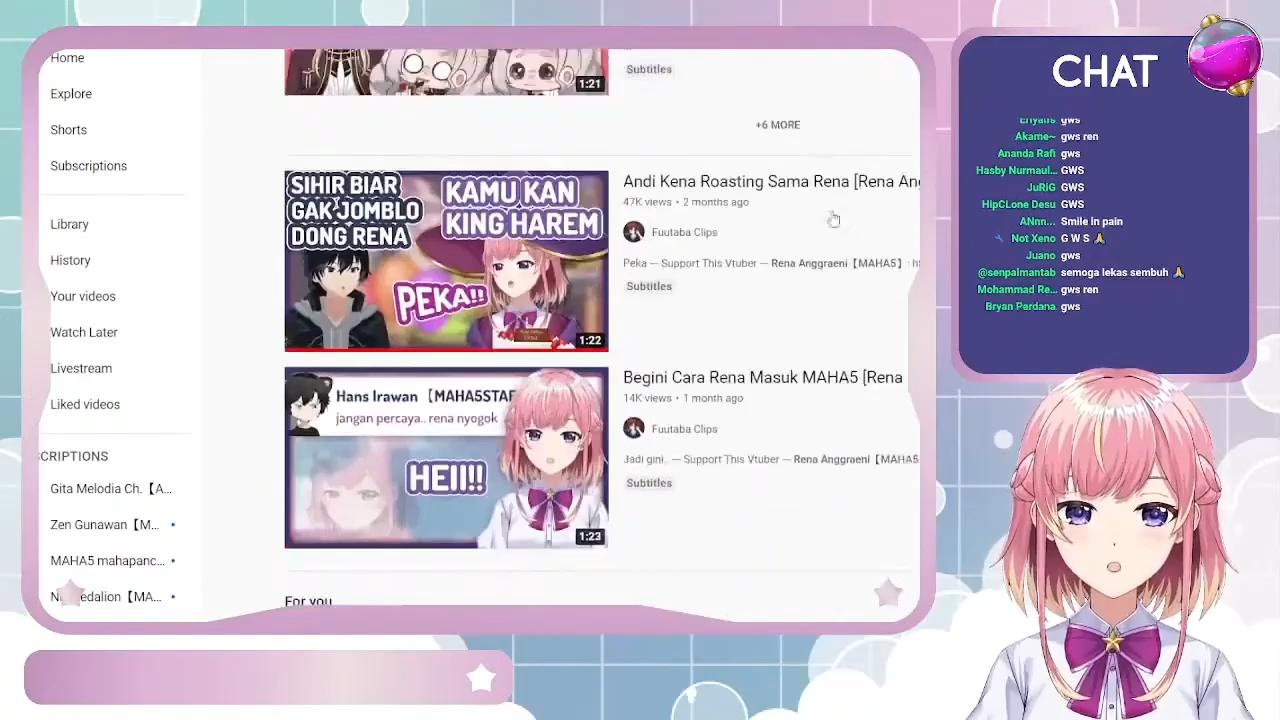 Home
Explore
Shorts
Subscriptions
Library
History
Your videos
Watch Later
Livestream
Liked videos
CRIPTIONS
Gita Melodia Ch.【A...
Zen Gunawan【M...
MAHA5 mahapanc...
edalion【MA...
1:21
Subtitles
+6 MORE
SIHIR BIAR
GAK JOMBLO
DONG RENA
KAMU KAN
KING HAREM
PEKA!!
1:22
Andi Kena Roasting Sama Rena [Rena An
47K views • 2 months ago
Fuutaba Clips
Peka — Support This Vtuber — Rena Anggraeni【MAHA5】
Subtitles
Hans Irawan【MAHA5STAF
jangan percaya.. rena nyogok
HEII!!
1:23
Begini Cara Rena Masuk MAHA5 [Rena
14K views • 1 month ago
Fuutaba Clips
Jadi gini.. — Support This Vtuber — Rena Anggraeni【MAHA5
Subtitles
For you
CHAT
gws
Akame~ gws ren
Ananda Rafi gws
Hasby Nurmaul... GWS
JuRiG GWS
HipCLone Desu GWS
ANnn... Smile in pain
Not Xeno G W S 🙏
Juano gws
@senpaimantab semoga lekas sembuh 🙏
Mohammad Re... gws ren
Bryan Perdana gws